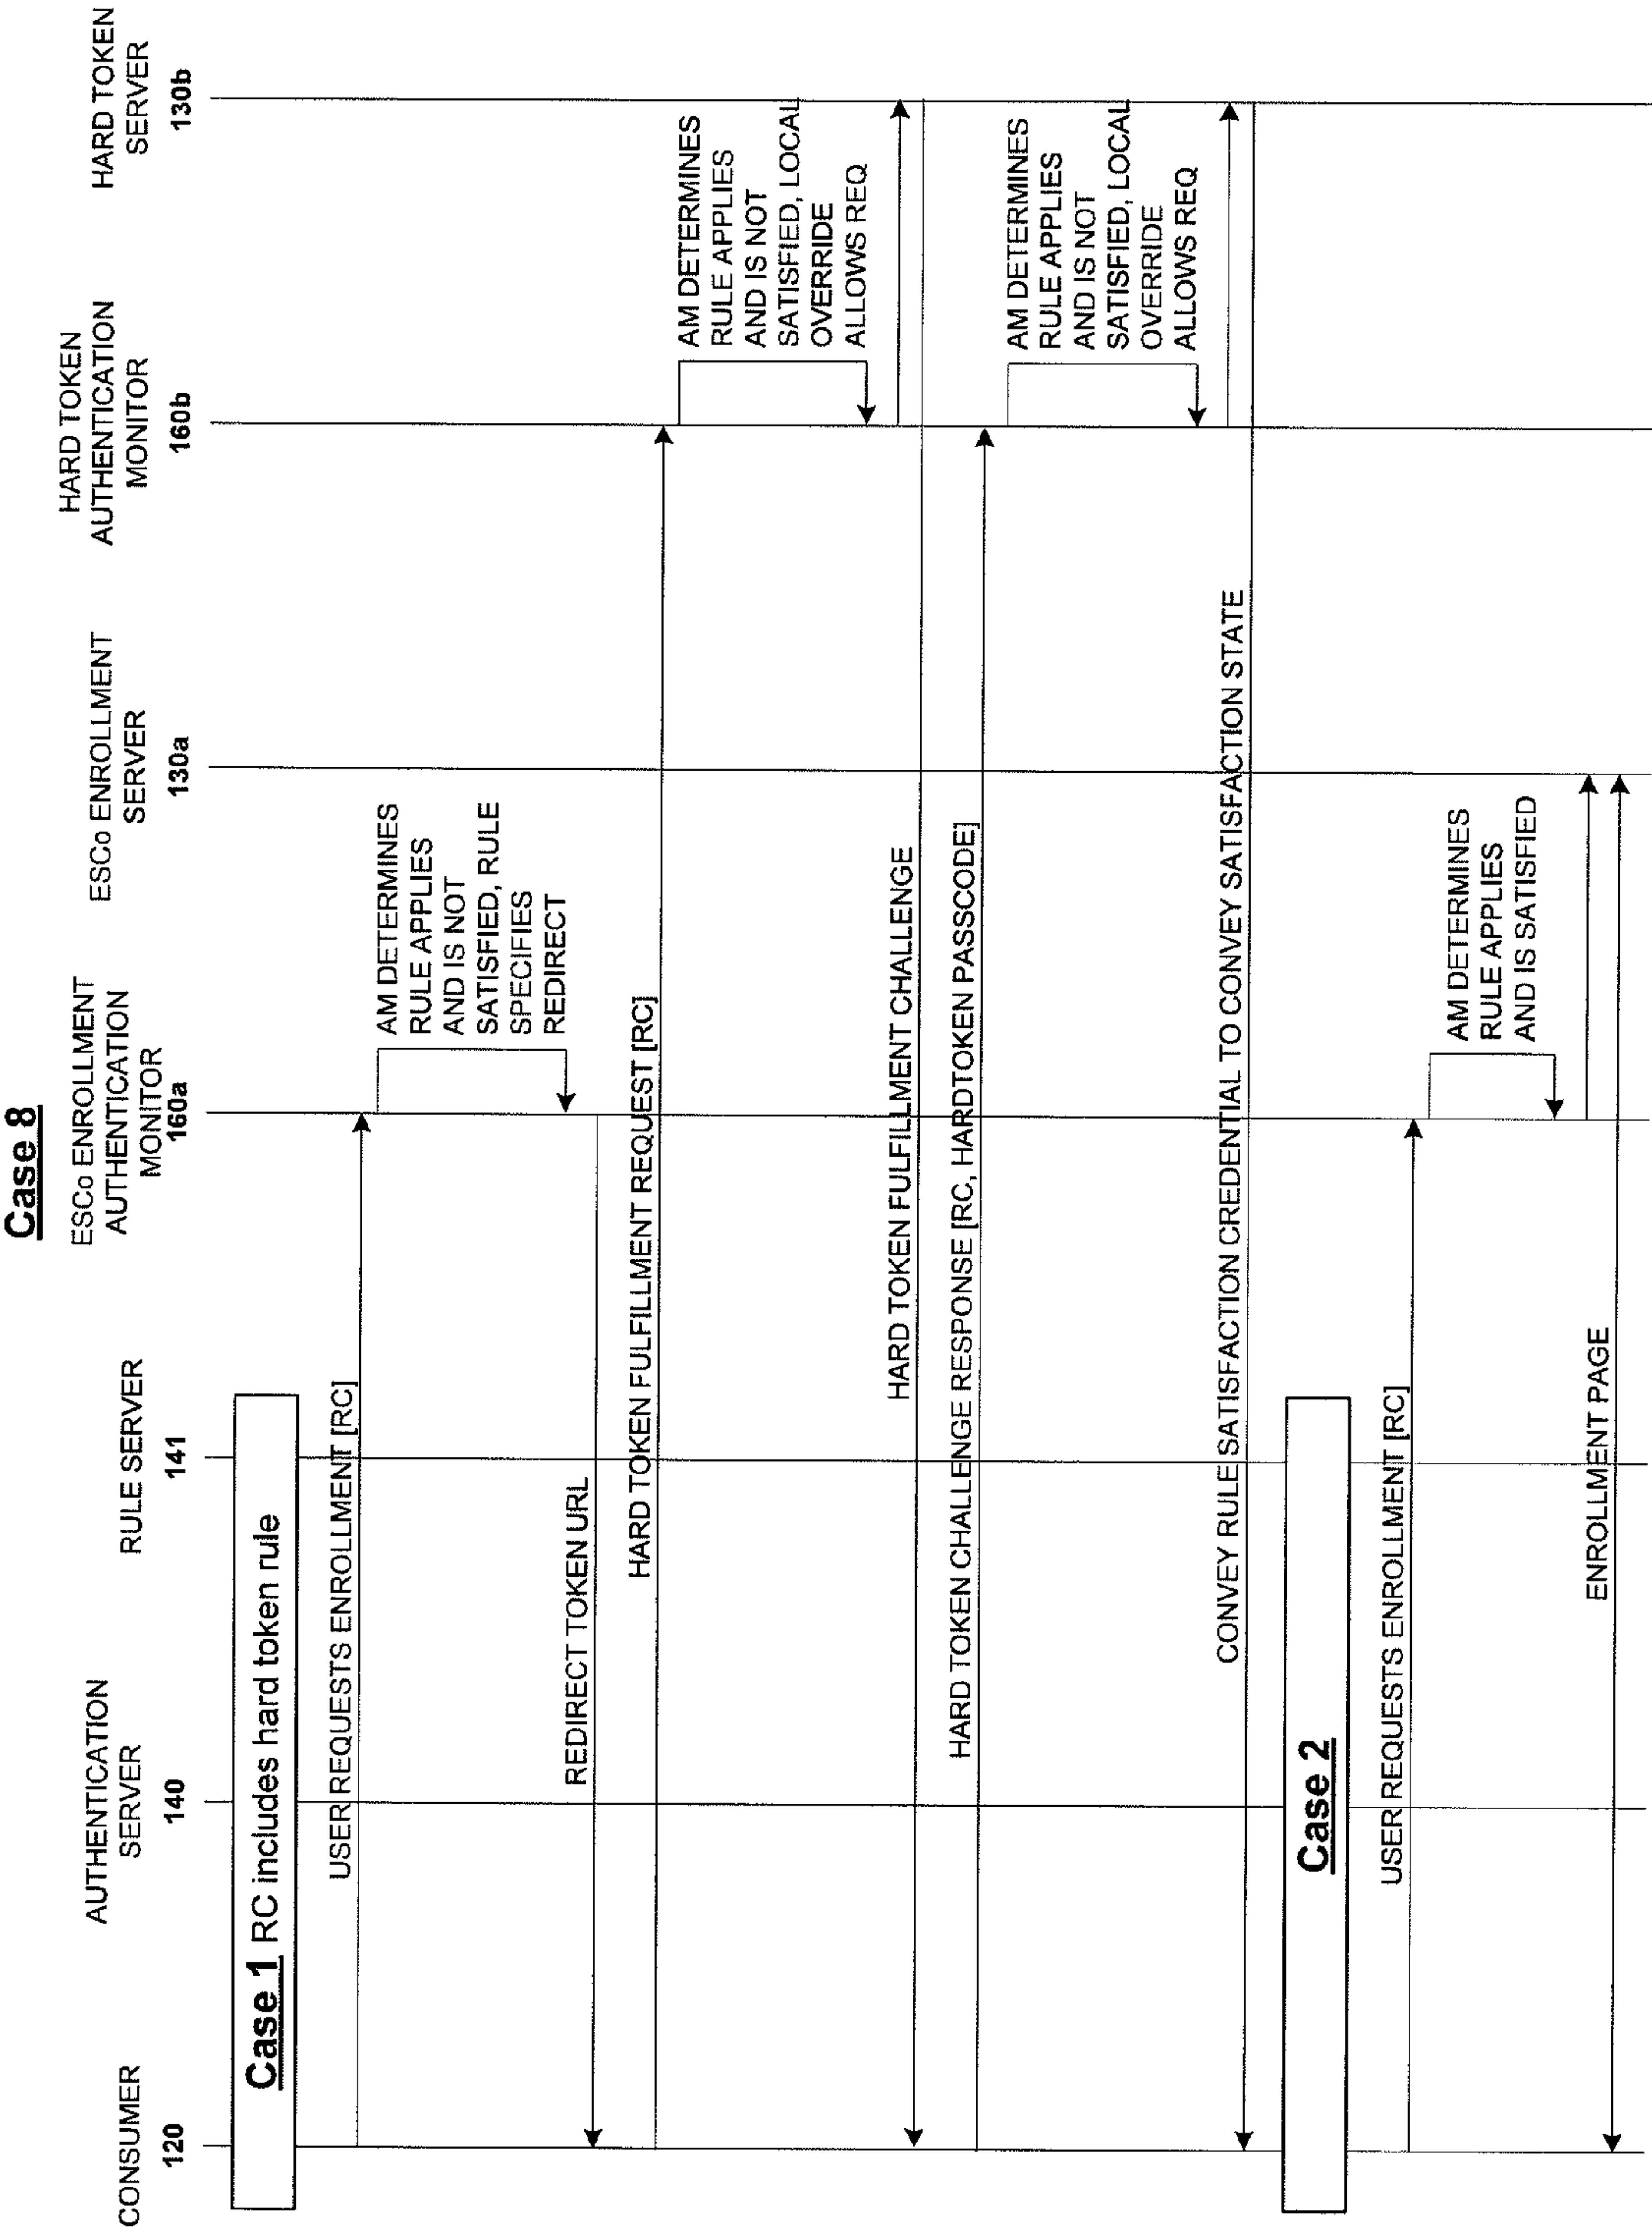 Case 8
CONSUMER
120
AUTHENTICATION
SERVER
140
RULE SERVER
141
ESCo ENROLLMENT
AUTHENTICATION
MONITOR
160a
ESCo ENROLLMENT
SERVER
130a
HARD TOKEN
AUTHENTICATION
MONITOR
160b
HARD TOKEN
SERVER
130b
Case 1 RC includes hard token rule
USER REQUESTS ENROLLMENT [RC]
AM DETERMINES
RULE APPLIES
AND IS NOT
SATISFIED, RULE
SPECIFIES
REDIRECT
REDIRECT TOKEN URL
HARD TOKEN FULFILLMENT REQUEST [RC]
AM DETERMINES
RULE APPLIES
AND IS NOT
SATISFIED, LOCAL
OVERRIDE
ALLOWS REQ
HARD TOKEN FULFILLMENT CHALLENGE
HARD TOKEN CHALLENGE RESPONSE [RC, HARDTOKEN PASSCODE]
AM DETERMINES
RULE APPLIES
AND IS NOT
SATISFIED, LOCAL
OVERRIDE
ALLOWS REQ
CONVEY RULE SATISFACTION CREDENTIAL TO CONVEY SATISFACTION STATE
Case 2
USER REQUESTS ENROLLMENT [RC]
AM DETERMINES
RULE APPLIES
AND IS SATISFIED
ENROLLMENT PAGE